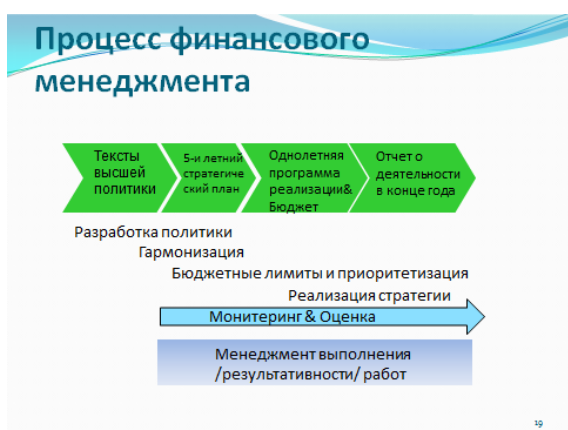 Процесс финансового
менеджмента
Тексты
высшей
политики
5-и летний
стратегиче
ский план
Однолетняя
программа
реализации&
Бюджет
Отчет о
деятельности
в конце года
Разработка политики
Гармонизация
Бюджетные лимиты и приоритетизация
Реализация стратегии
Мониторинг & Оценка
Менеджмент выполнения
/результативности/ работ
19